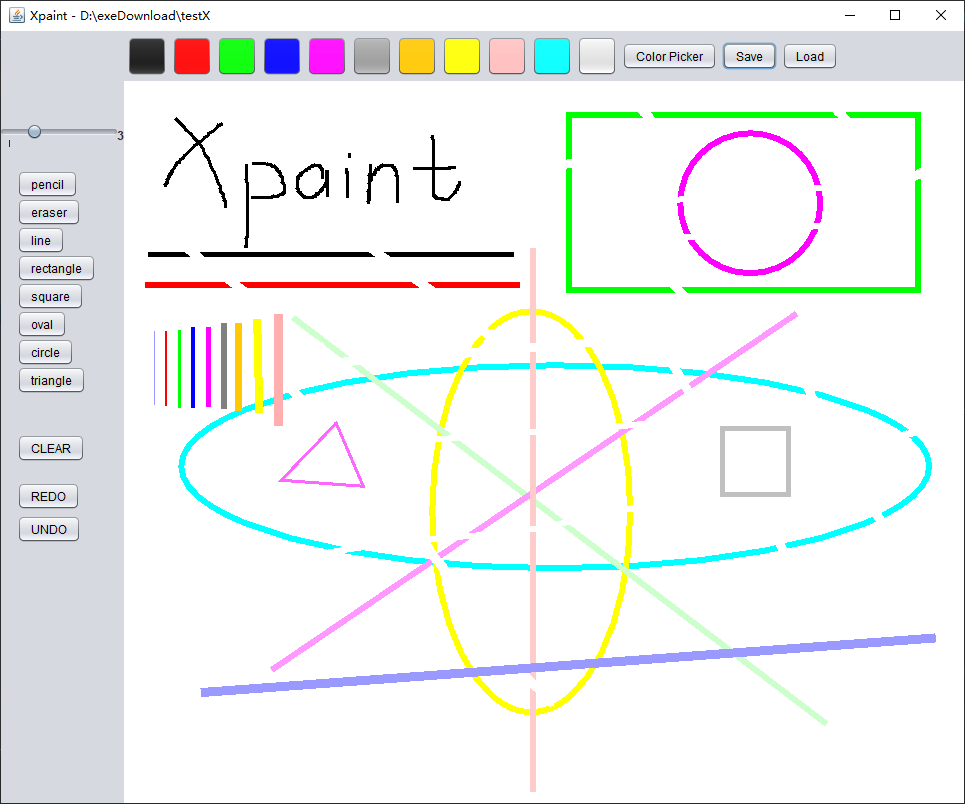 Xpaint - D:\exeDownload\testX
Color Picker
Save
Load
3
pencil
eraser
line
rectangle
square
oval
circle
triangle
CLEAR
REDO
UNDO
Xpaint